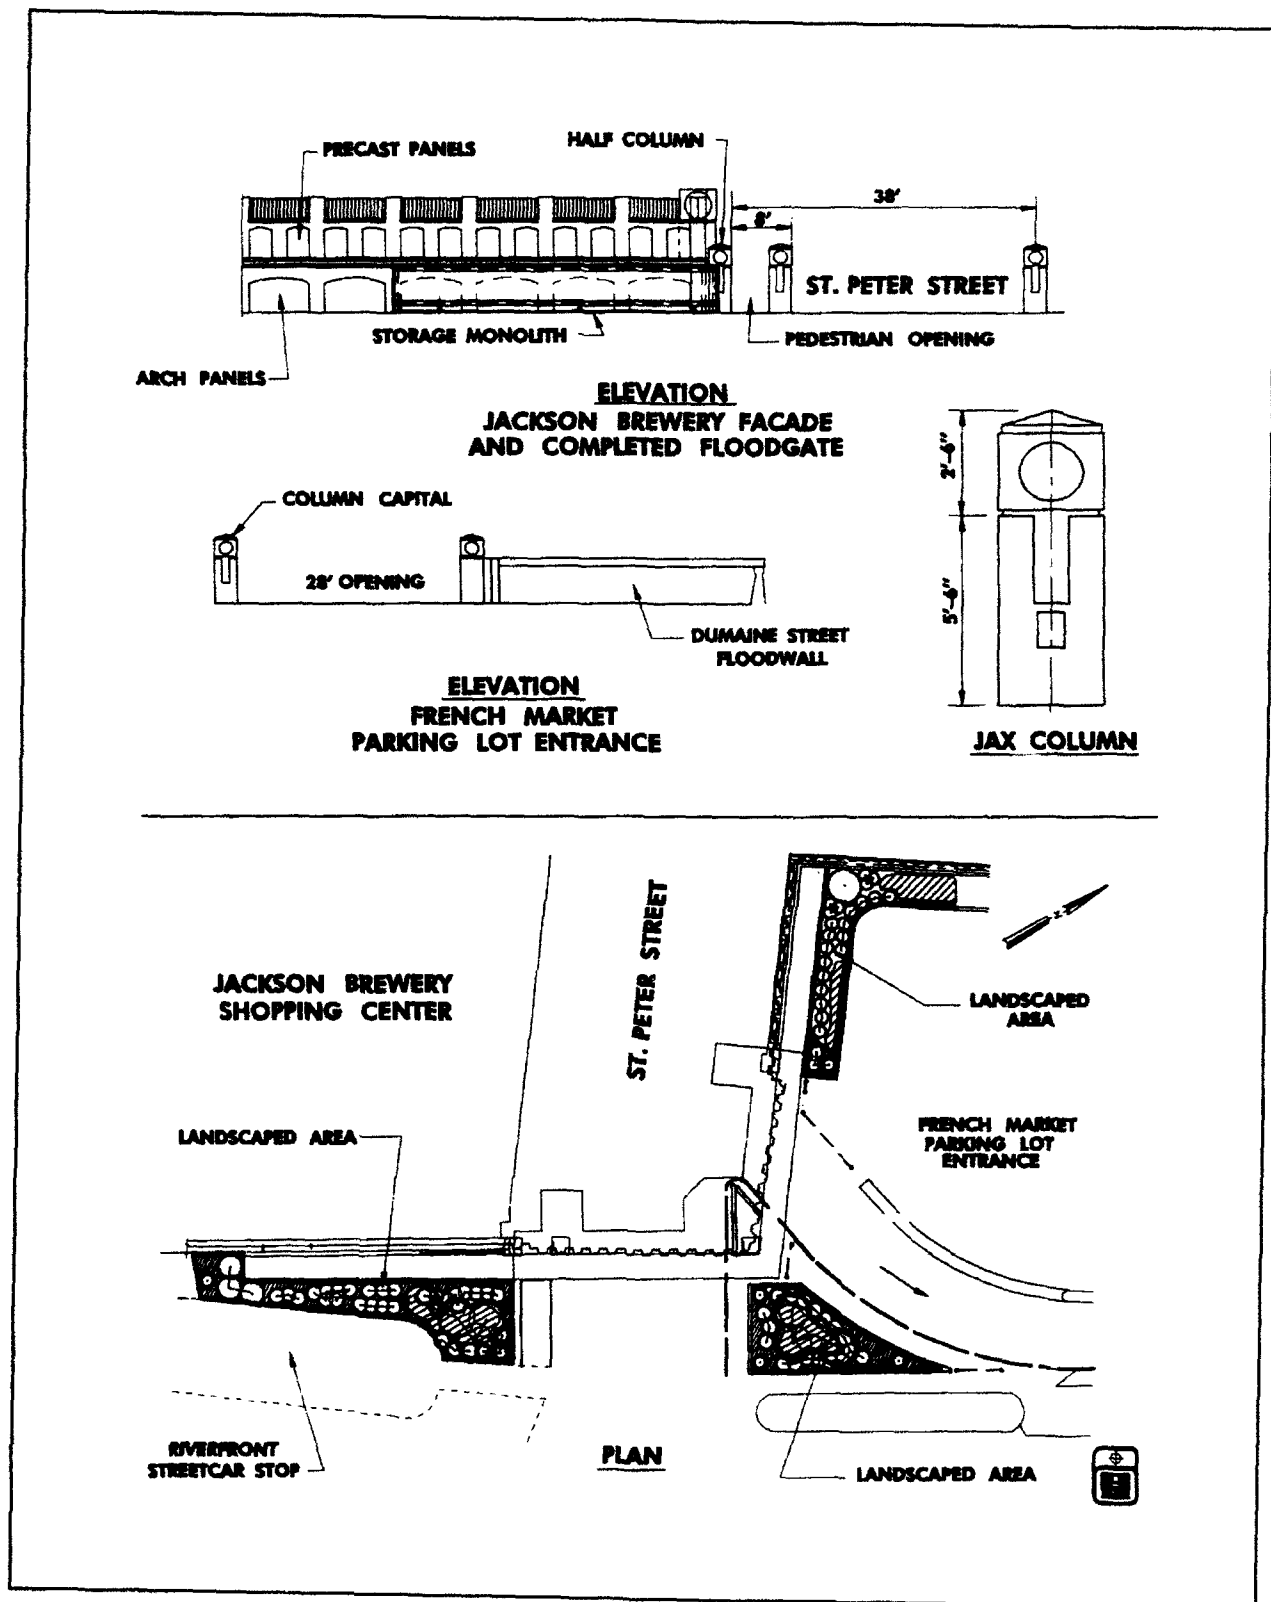 PRECAST PANELS
HALF COLUMN
38'
8'
ST. PETER STREET
STORAGE MONOLITH
PEDESTRIAN OPENING
ARCH PANELS
ELEVATION
JACKSON BREWERY FACADE
AND COMPLETED FLOODGATE
2'-6"
COLUMN CAPITAL
28' OPENING
5'-6"
DUMAINE STREET
FLOODWALL
ELEVATION
FRENCH MARKET
PARKING LOT ENTRANCE
JAX COLUMN
ST. PETER STREET
JACKSON BREWERY
SHOPPING CENTER
LANDSCAPED
AREA
LANDSCAPED AREA
FRENCH MARKET
PARKING LOT
ENTRANCE
RIVERFRONT
STREETCAR STOP
PLAN
LANDSCAPED AREA